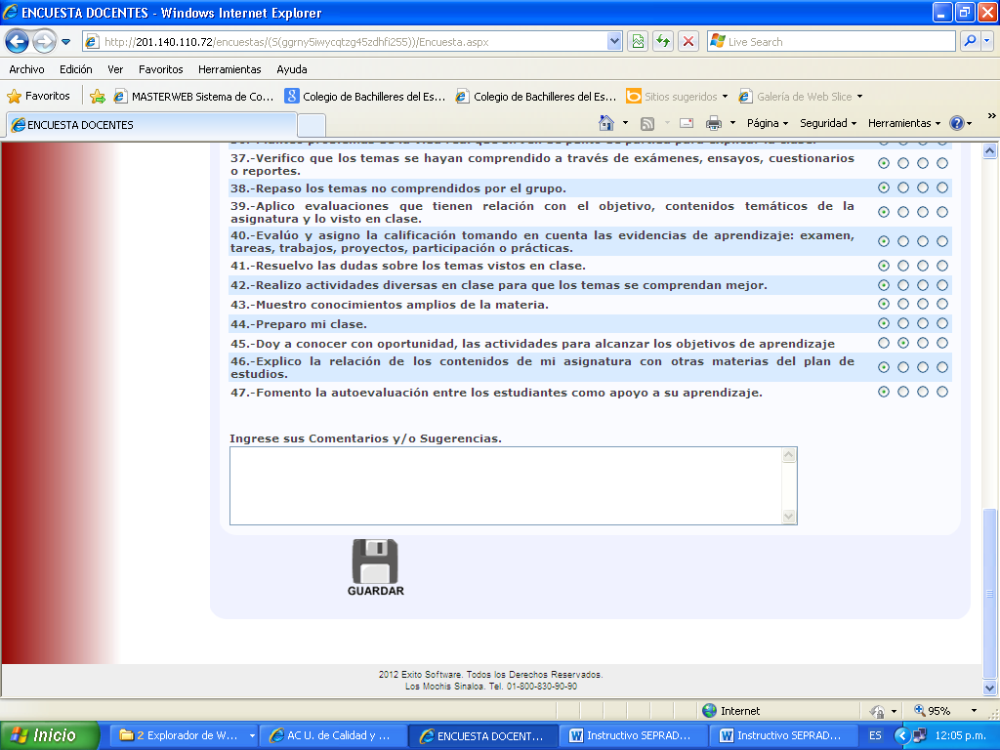 ENCUESTA DOCENTES - Windows Internet Explorer
http://201.140.110.72/encuestas/(S(ggrny5iwycqtzg45zdhfi255))/Encuesta.aspx
Live Search
Archivo Edición Ver Favoritos Herramientas Ayuda
Favoritos MASTERWEB Sistema de Co... Colegio de Bachilleres del Es... Colegio de Bachilleres del Es... Sitios sugeridos Galería de Web Slice
ENCUESTA DOCENTES Página Seguridad Herramientas
37.-Verifico que los temas se hayan comprendido a través de exámenes, ensayos, cuestionarios
o reportes.
38.-Repaso los temas no comprendidos por el grupo.
39.-Aplico evaluaciones que tienen relación con el objetivo, contenidos temáticos de la
asignatura y lo visto en clase.
40.-Evalúo y asigno la calificación tomando en cuenta las evidencias de aprendizaje: examen,
tareas, trabajos, proyectos, participación o prácticas.
41.-Resuelvo las dudas sobre los temas vistos en clase.
42.-Realizo actividades diversas en clase para que los temas se comprendan mejor.
43.-Muestro conocimientos amplios de la materia.
44.-Preparo mi clase.
45.-Doy a conocer con oportunidad, las actividades para alcanzar los objetivos de aprendizaje
46.-Explico la relación de los contenidos de mi asignatura con otras materias del plan de
estudios.
47.-Fomento la autoevaluación entre los estudiantes como apoyo a su aprendizaje.
Ingrese sus Comentarios y/o Sugerencias.
GUARDAR
2012 Exito Software. Todos los Derechos Reservados.
Los Mochis Sinaloa. Tel. 01-800-830-90-90
Internet 95%
Inicio 2 Explorador de W... AC U. de Calidad y ... ENCUESTA DOCENT... Instructivo SEPRAD... Instructivo SEPRAD... ES 12:05 p.m.